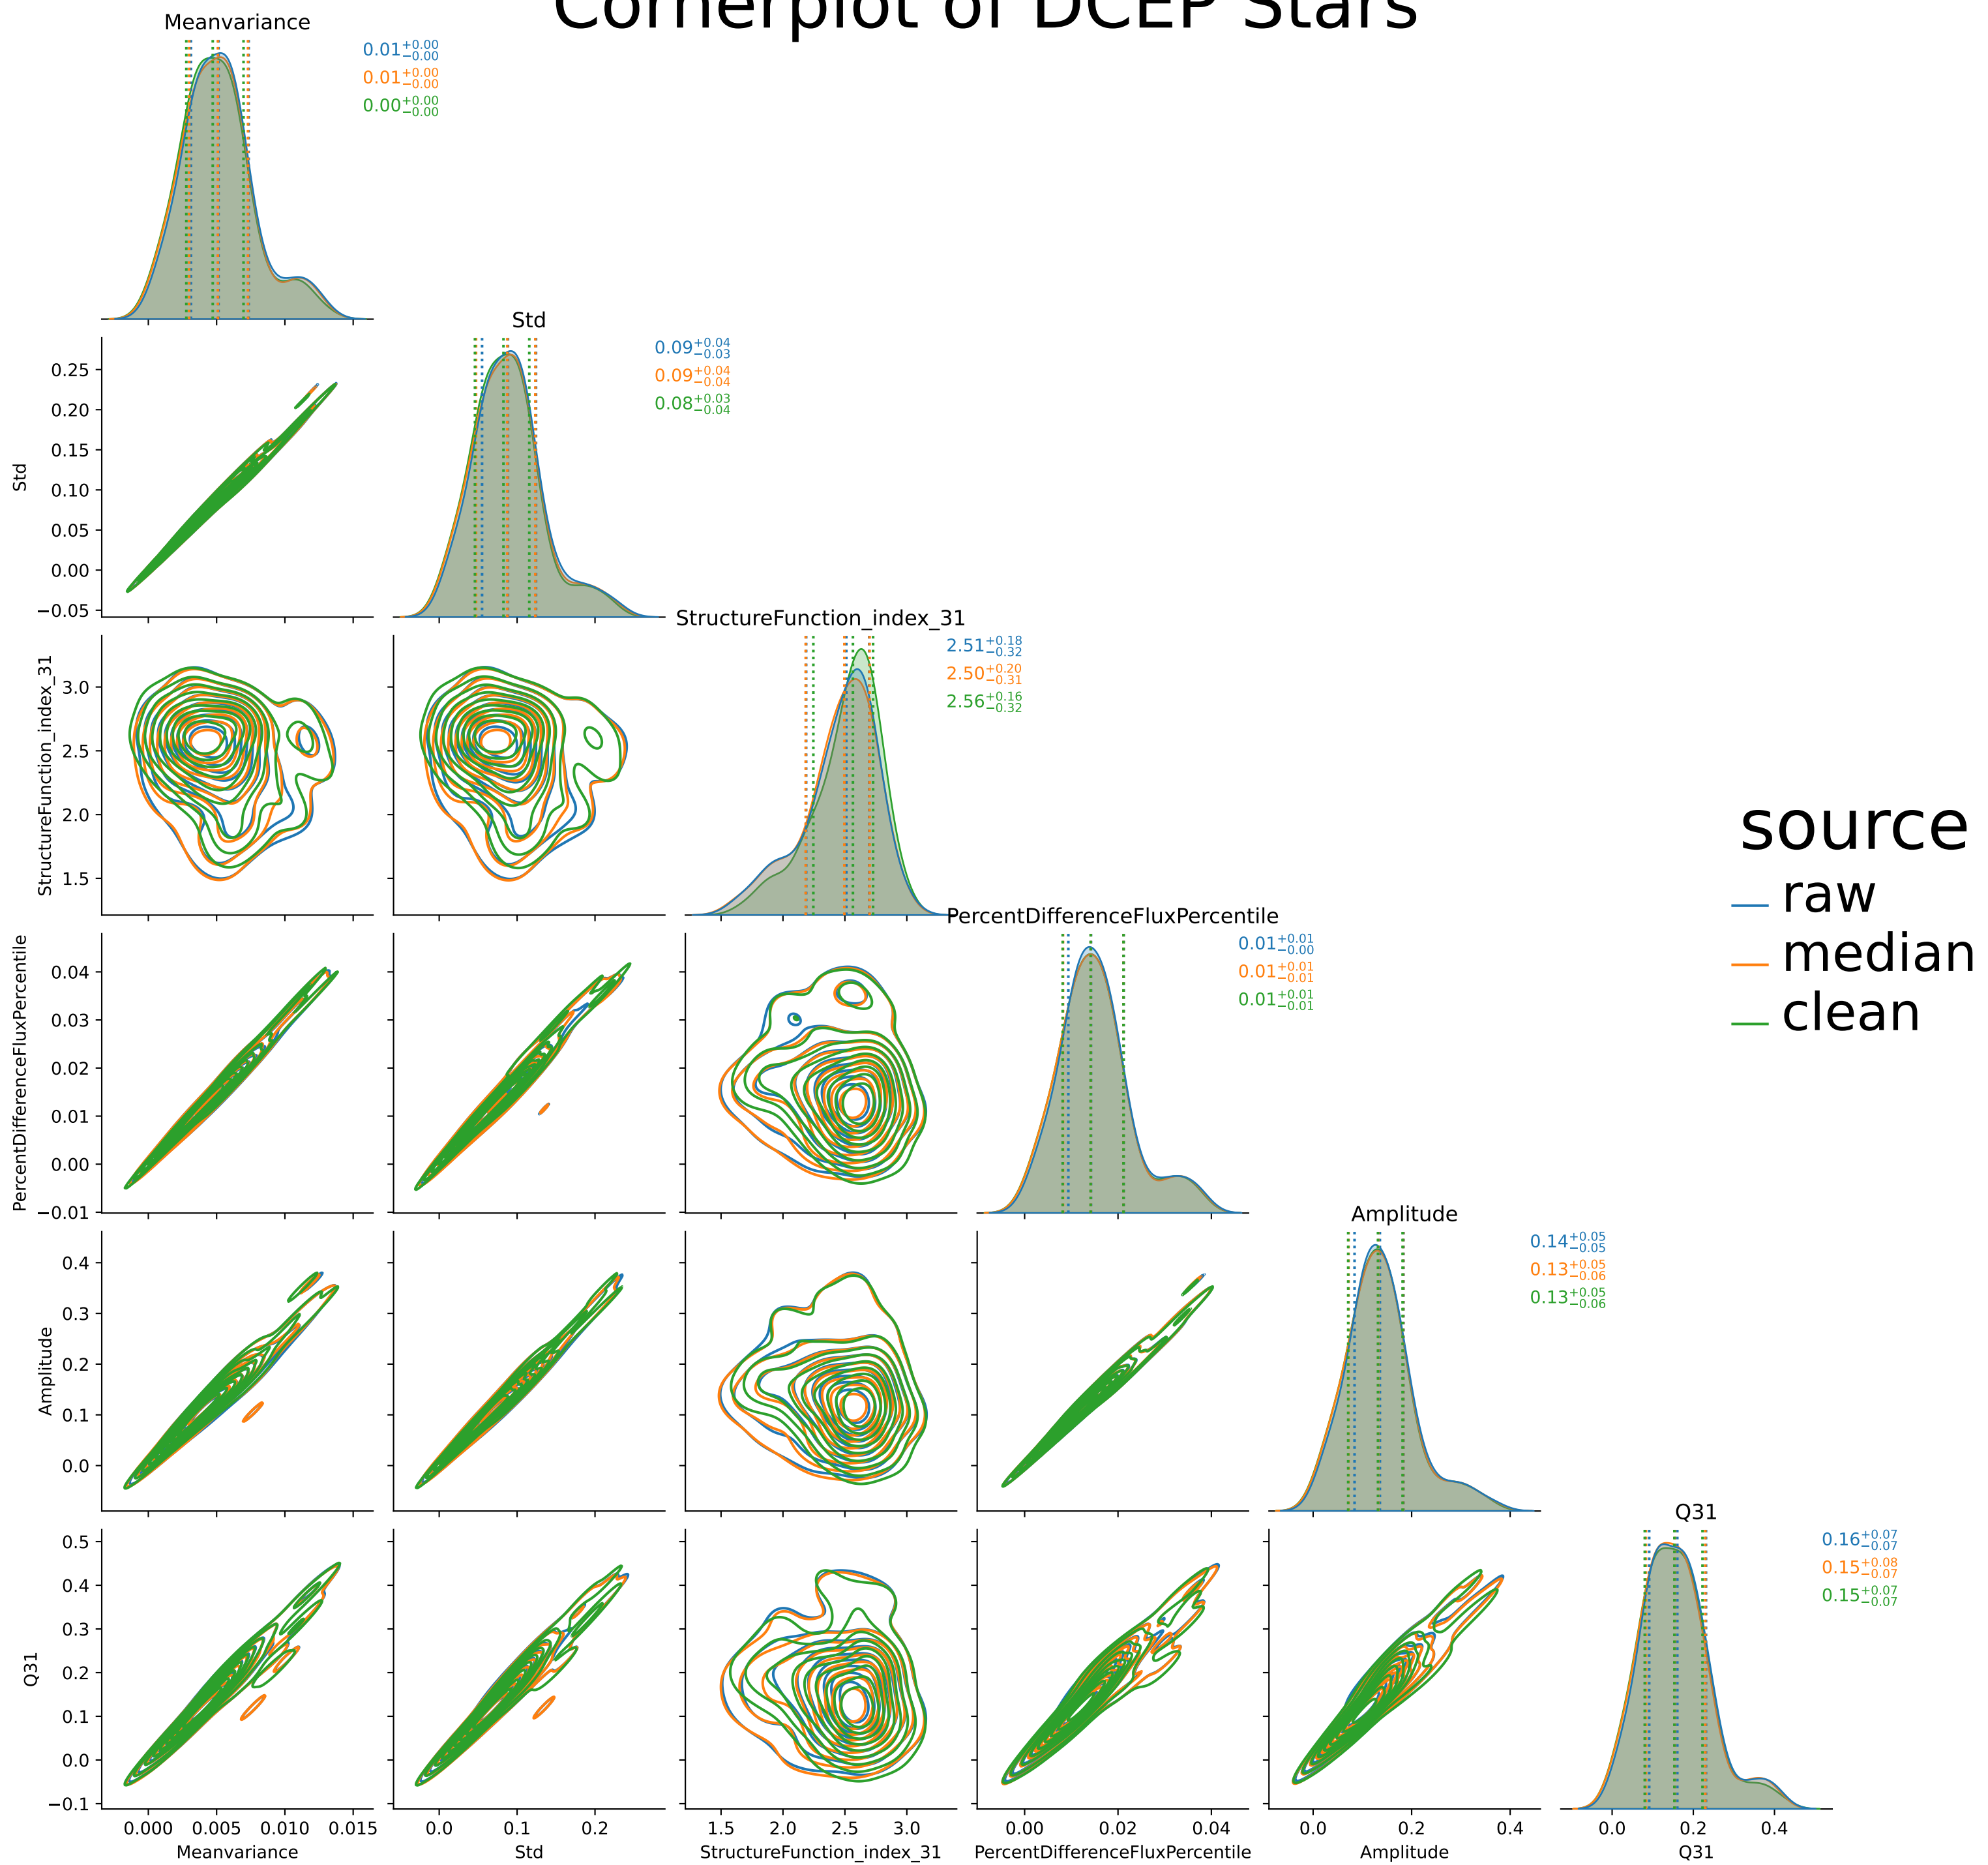 Cornerplot of DCEP Stars
Meanvariance
0.01+0.00−0.00
0.01+0.00−0.00
0.00+0.00−0.00
Std
0.09+0.04−0.03
0.09+0.04−0.04
0.08+0.03−0.04
0.25
0.20
0.15
0.10
0.05
0.00
−0.05
Std
StructureFunction_index_31
2.51+0.18−0.32
2.50+0.20−0.31
2.56+0.16−0.32
3.0
2.5
2.0
1.5
StructureFunction_index_31
source
raw
median
clean
PercentDifferenceFluxPercentile
0.01+0.01−0.00
0.01+0.01−0.01
0.01+0.01−0.01
0.04
0.03
0.02
0.01
0.00
−0.01
PercentDifferenceFluxPercentile
Amplitude
0.14+0.05−0.05
0.13+0.05−0.06
0.13+0.05−0.06
0.4
0.3
0.2
0.1
0.0
Amplitude
Q31
0.16+0.07−0.07
0.15+0.08−0.07
0.15+0.07−0.07
0.5
0.4
0.3
0.2
0.1
0.0
−0.1
Q31
0.000 0.005 0.010 0.015 0.0 0.1 0.2 1.5 2.0 2.5 3.0 0.00 0.02 0.04 0.0 0.2 0.4 0.0 0.2 0.4
Meanvariance Std StructureFunction_index_31 PercentDifferenceFluxPercentile Amplitude Q31